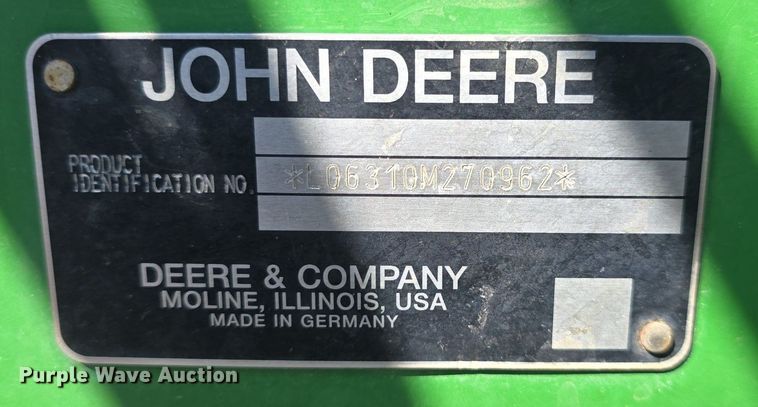 JOHN DEERE
PRODUCT
IDENTIFICATION NO.
*L06310M270962*
DEERE & COMPANY
MOLINE, ILLINOIS, USA
MADE IN GERMANY
Purple Wave Auction